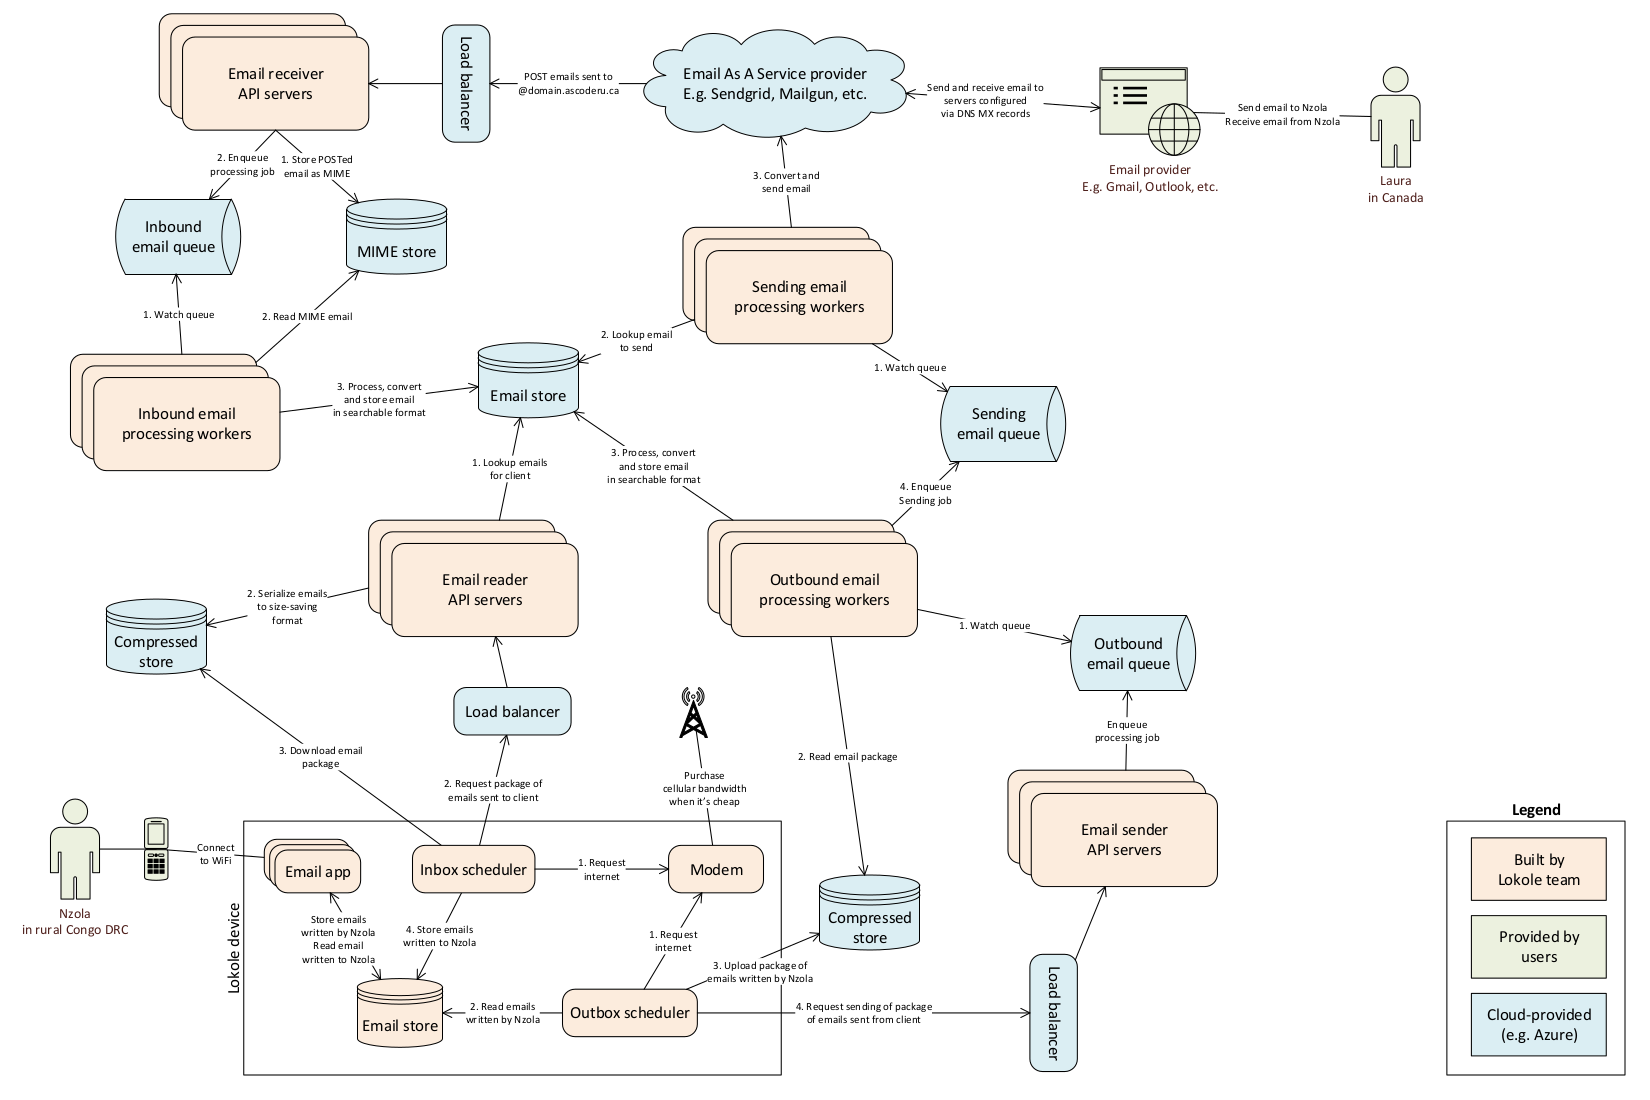 Email receiver
API servers
Load balancer
POST emails sent to
@domain.ascoderu.ca
Email As A Service provider
E.g. Sendgrid, Mailgun, etc.
Send and receive email to
servers configured
via DNS MX records
Send email to Nzola
Receive email from Nzola
Email provider
E.g. Gmail, Outlook, etc.
Laura
in Canada
2. Enqueue
processing job
1. Store POSTed
email as MIME
3. Convert and
send email
Inbound
email queue
MIME store
Sending email
processing workers
1. Watch queue
2. Read MIME email
2. Lookup email
to send
1. Watch queue
Inbound email
processing workers
3. Process, convert
and store email
in searchable format
Email store
Sending
email queue
1. Lookup emails
for client
3. Process, convert
and store email
in searchable format
4. Enqueue
Sending job
Email reader
API servers
Outbound email
processing workers
2. Serialize emails
to size-saving
format
1. Watch queue
Compressed
store
Outbound
email queue
Load balancer
Enqueue
processing job
3. Download email
package
2. Request package of
emails sent to client
Purchase
cellular bandwidth
when it's cheap
2. Read email package
Email sender
API servers
Legend
Built by
Lokole team
Provided by
users
Cloud-provided
(e.g. Azure)
Connect
to WiFi
Nzola
in rural Congo DRC
Lokole device
Email app
Inbox scheduler
1. Request
internet
Modem
Store emails
written by Nzola
Read email
written to Nzola
4. Store emails
written to Nzola
1. Request
internet
Compressed
store
3. Upload package of
emails written by Nzola
Email store
2. Read emails
written by Nzola
Outbox scheduler
4. Request sending of package
of emails sent from client
Load balancer